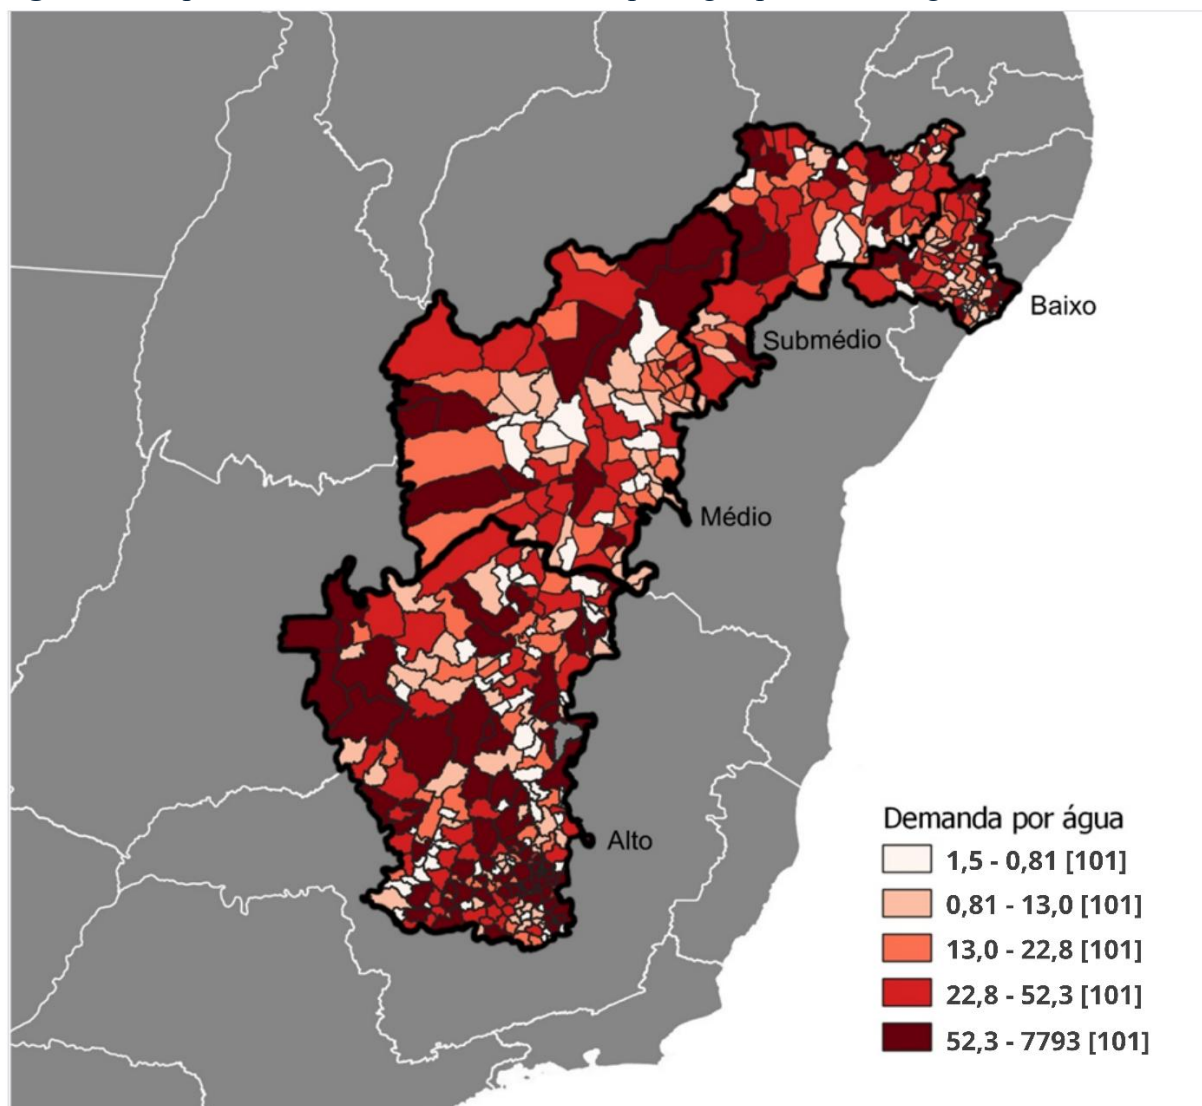 Baixo
Submédio
Médio
Alto
Demanda por água
1,5 - 0,81 [101]
0,81 - 13,0 [101]
13,0 - 22,8 [101]
22,8 - 52,3 [101]
52,3 - 7793 [101]